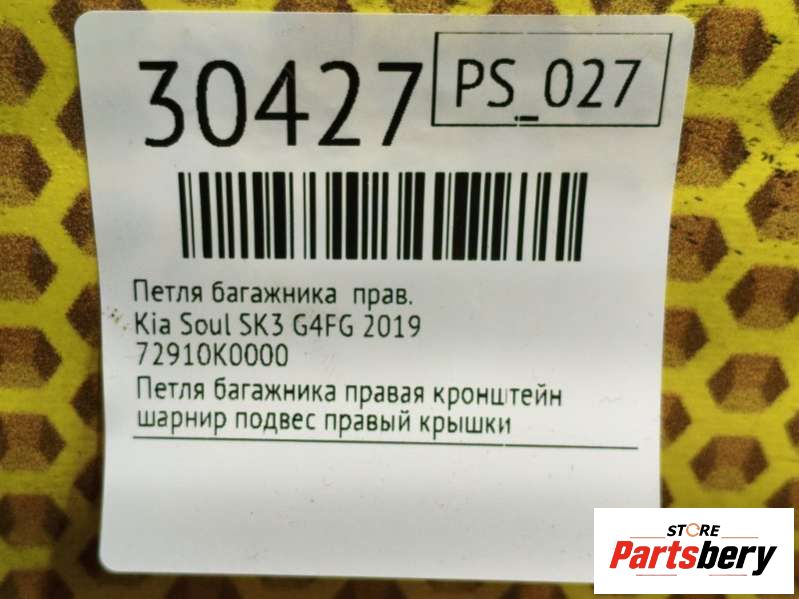 30427
PS_027
Петля багажника прав.
Kia Soul SK3 G4FG 2019
72910K0000
Петля багажника правая кронштейн
шарнир подвес правый крышки
STORE
Partsbery